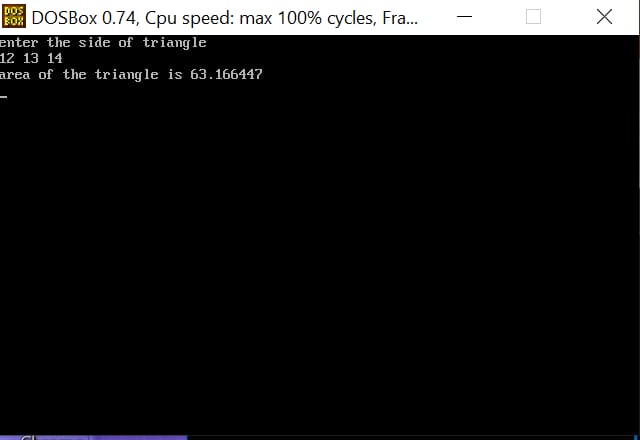 DOS
BOX
DOSBox 0.74, Cpu speed: max 100% cycles, Fra...
enter the side of triangle
12 13 14
area of the triangle is 63.166447